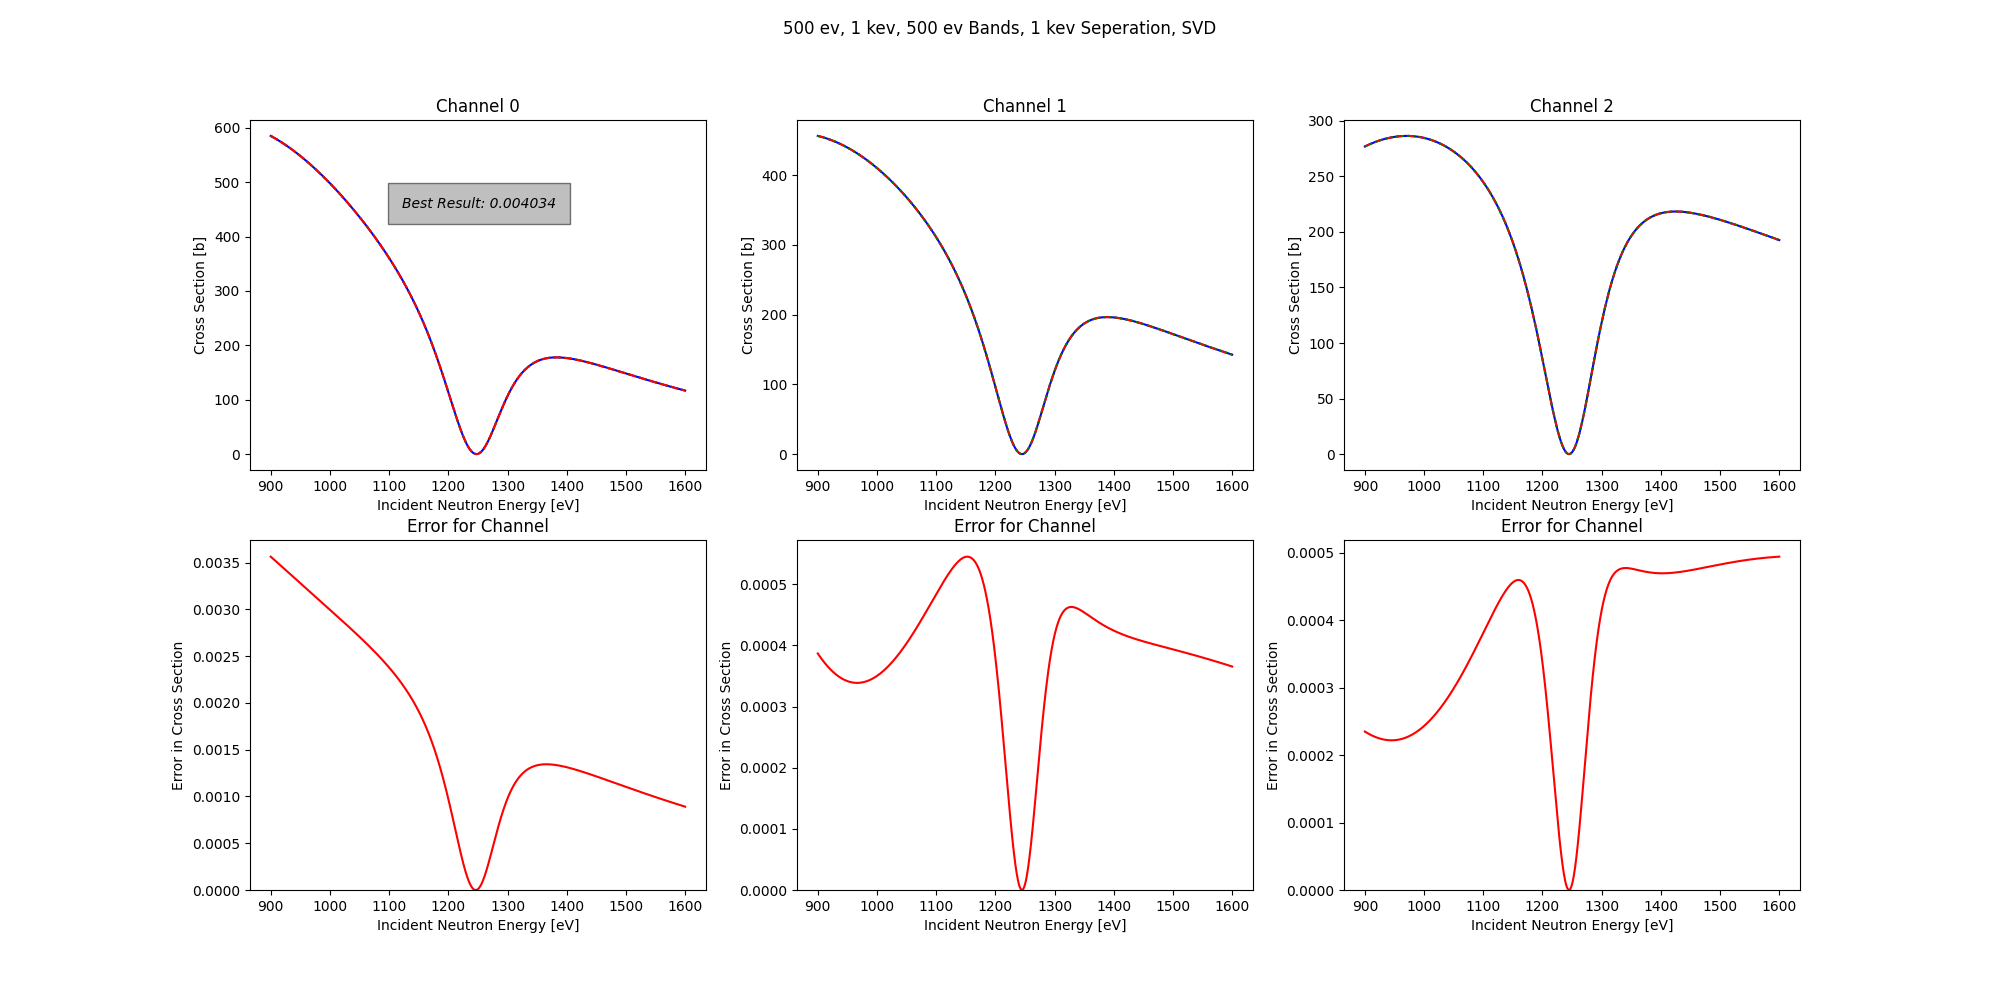 500 ev, 1 kev, 500 ev Bands, 1 kev Seperation, SVD
Channel 0
600
500
400
300
200
100
0
Cross Section [b]
Best Result: 0.004034
900 1000 1100 1200 1300 1400 1500 1600
Incident Neutron Energy [eV]
Channel 1
400
300
200
100
0
Cross Section [b]
900 1000 1100 1200 1300 1400 1500 1600
Incident Neutron Energy [eV]
Channel 2
300
250
200
150
100
50
0
Cross Section [b]
900 1000 1100 1200 1300 1400 1500 1600
Incident Neutron Energy [eV]
Error for Channel
0.0035
0.0030
0.0025
0.0020
0.0015
0.0010
0.0005
0.0000
Error in Cross Section
900 1000 1100 1200 1300 1400 1500 1600
Incident Neutron Energy [eV]
Error for Channel
0.0005
0.0004
0.0003
0.0002
0.0001
0.0000
Error in Cross Section
900 1000 1100 1200 1300 1400 1500 1600
Incident Neutron Energy [eV]
Error for Channel
0.0005
0.0004
0.0003
0.0002
0.0001
0.0000
Error in Cross Section
900 1000 1100 1200 1300 1400 1500 1600
Incident Neutron Energy [eV]